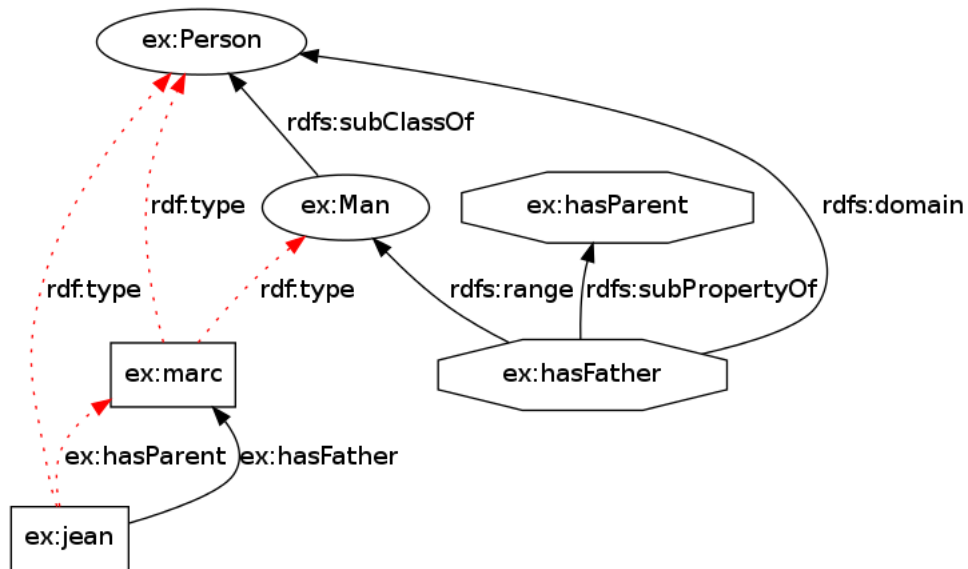 ex:Person
rdfs:subClassOf
rdf:type
ex:Man
ex:hasParent
rdfs:domain
rdf:type
rdf:type
rdfs:range
rdfs:subPropertyOf
ex:marc
ex:hasFather
ex:hasParent
ex:hasFather
ex:jean